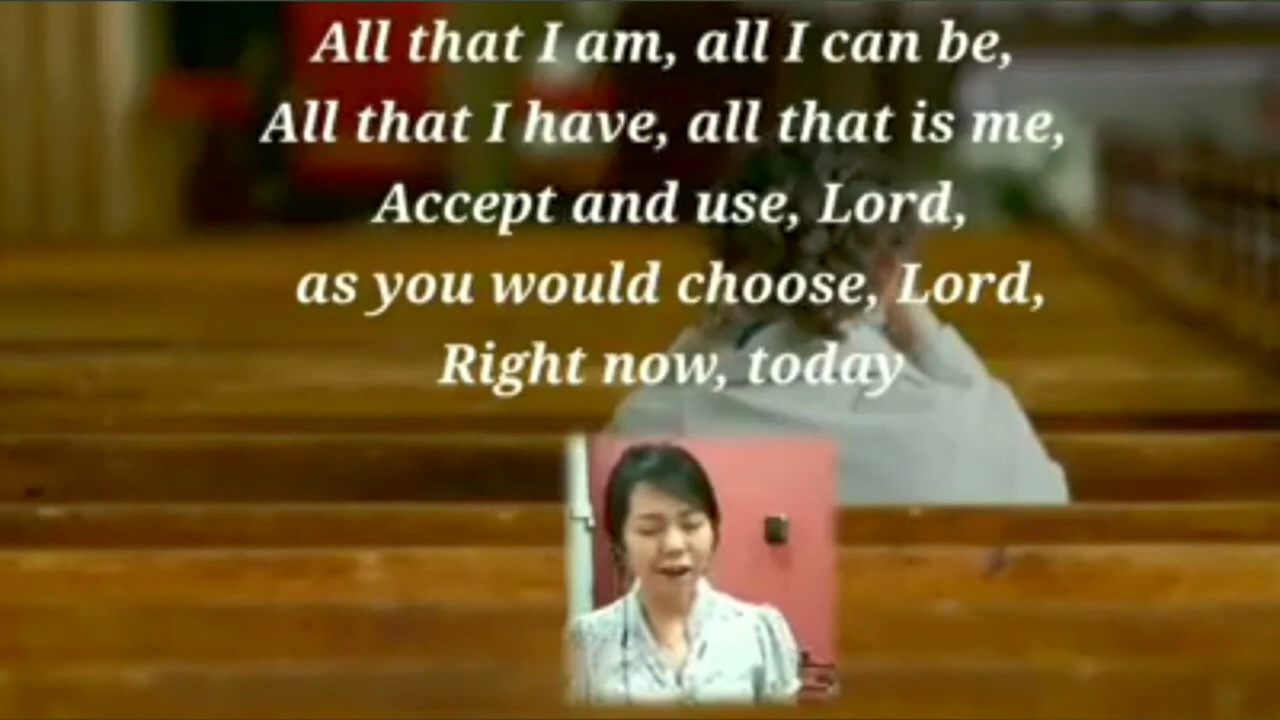 All that I am, all I can be,
All that I have, all that is me,
Accept and use, Lord,
as you would choose, Lord,
Right now, today